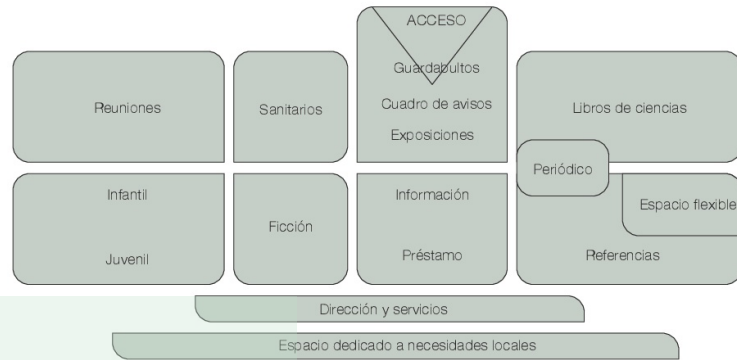 ACCESO
Guardabultos
Reuniones
Sanitarios
Cuadro de avisos
Exposiciones
Libros de ciencias
Periódico
Infantil
Ficción
Información
Espacio flexible
Juvenil
Préstamo
Referencias
Dirección y servicios
Espacio dedicado a necesidades locales